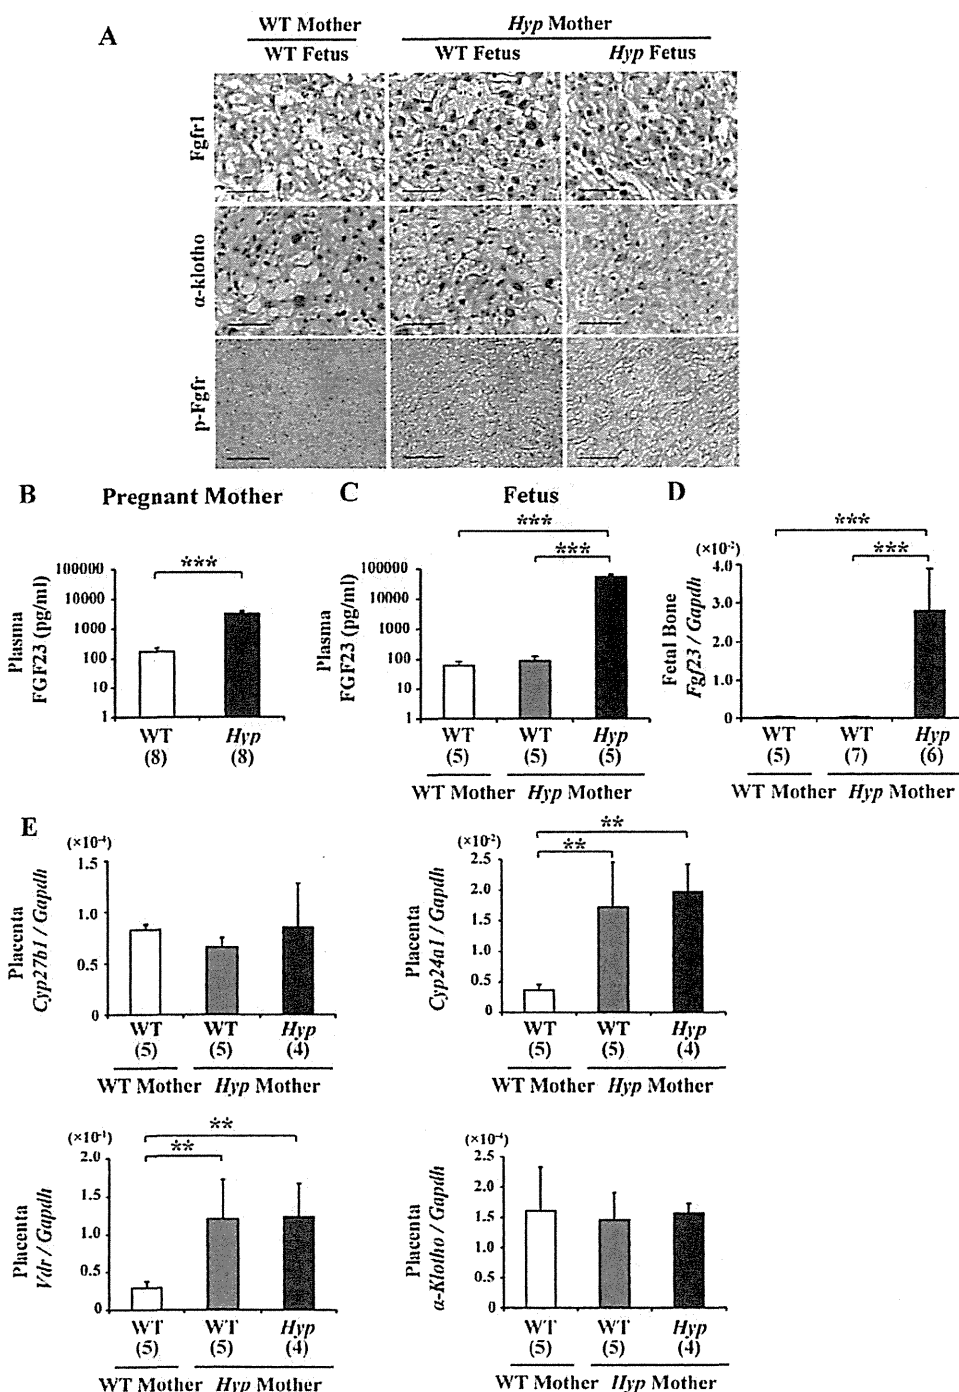 A
WT Mother
Hyp Mother
WT Fetus
WT Fetus
Hyp Fetus
Fgfr1
α-klotho
p-Fgfr
B
Pregnant Mother
***
Plasma
FGF23 (pg/ml)
100000
10000
1000
100
10
1
WT
(8)
Hyp
(8)
C
Fetus
***
***
Plasma
FGF23 (pg/ml)
100000
10000
1000
100
10
1
WT
(5)
WT
(5)
Hyp
(5)
WT Mother
Hyp Mother
D
***
***
(×10⁻²)
Fetal Bone
Fgf23 / Gapdh
4.0
3.0
2.0
1.0
0
WT
(5)
WT
(7)
Hyp
(6)
WT Mother
Hyp Mother
E
(×10⁻⁴)
Placenta
Cyp27b1 / Gapdh
1.5
1.0
0.5
0
WT
(5)
WT
(5)
Hyp
(4)
WT Mother
Hyp Mother
(×10⁻²)
**
**
Placenta
Cyp24a1 / Gapdh
2.5
2.0
1.5
1.0
0.5
0
WT
(5)
WT
(5)
Hyp
(4)
WT Mother
Hyp Mother
(×10⁻¹)
**
**
Placenta
Vdr / Gapdh
2.0
1.5
1.0
0.5
0
WT
(5)
WT
(5)
Hyp
(4)
WT Mother
Hyp Mother
(×10⁻⁴)
Placenta
α-Klotho / Gapdh
2.5
2.0
1.5
1.0
0.5
0
WT
(5)
WT
(5)
Hyp
(4)
WT Mother
Hyp Mother